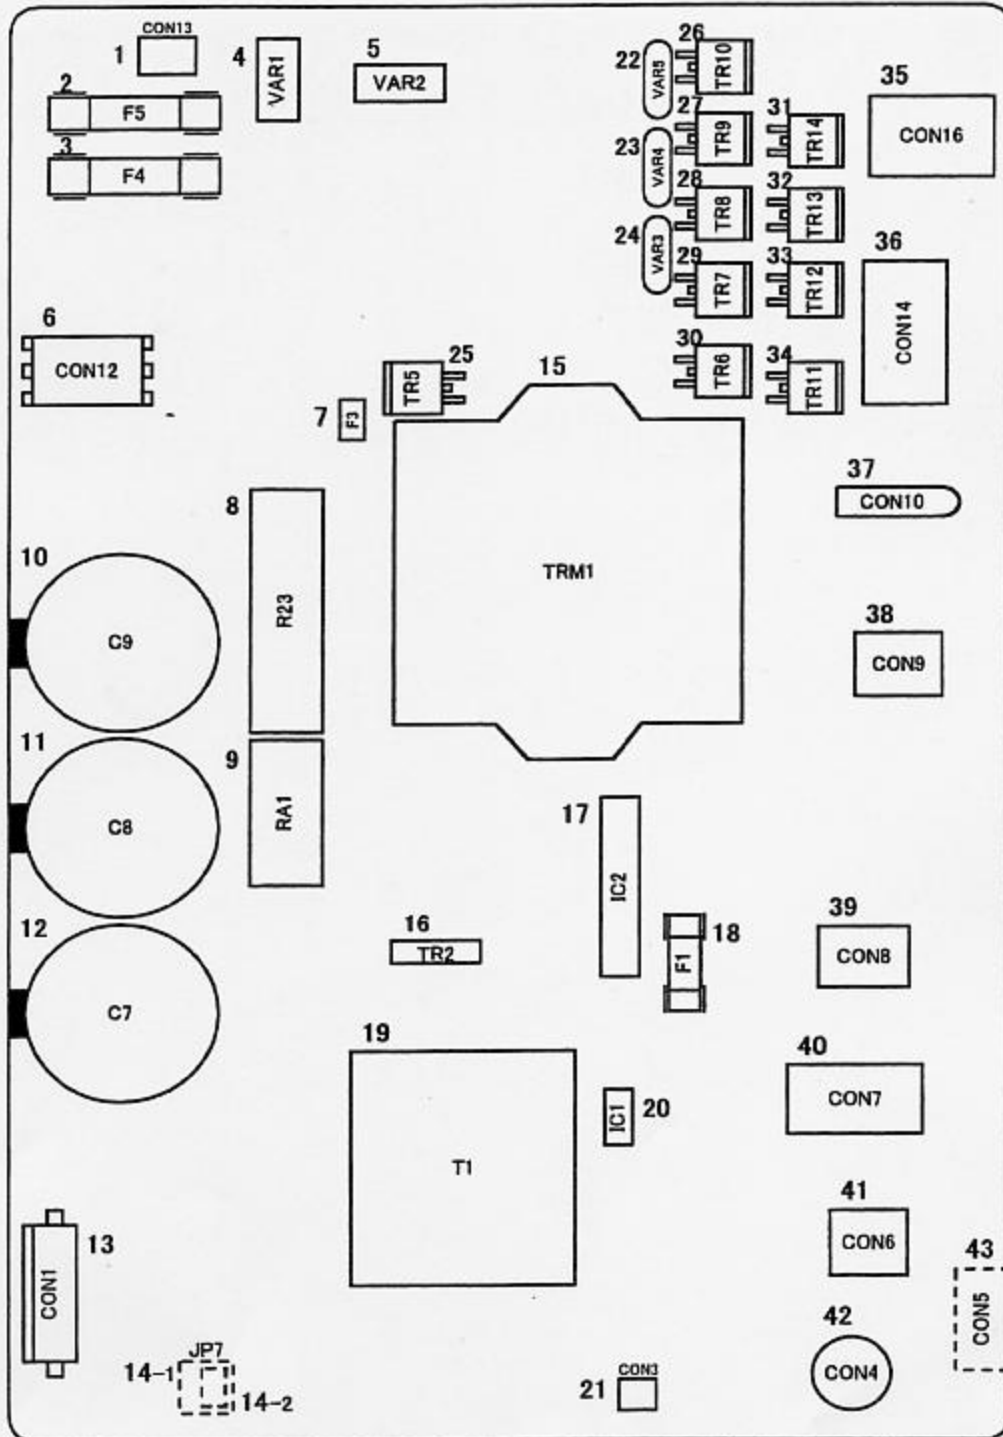 CON13
1
2
F5
3
F4
4
VAR1
5
VAR2
22
VAR5
23
VAR4
24
VAR3
26
TR10
27
TR9
28
TR8
29
TR7
30
TR6
31
TR14
32
TR13
33
TR12
34
TR11
35
CON16
36
CON14
6
CON12
7
F3
25
TR5
15
TRM1
37
CON10
8
R23
10
C9
38
CON9
11
C8
9
RA1
17
IC2
12
C7
16
TR2
18
F1
39
CON8
19
T1
20
IC1
40
CON7
41
CON6
13
CON1
43
CON5
42
CON4
JP7
14-1
14-2
21
CON3